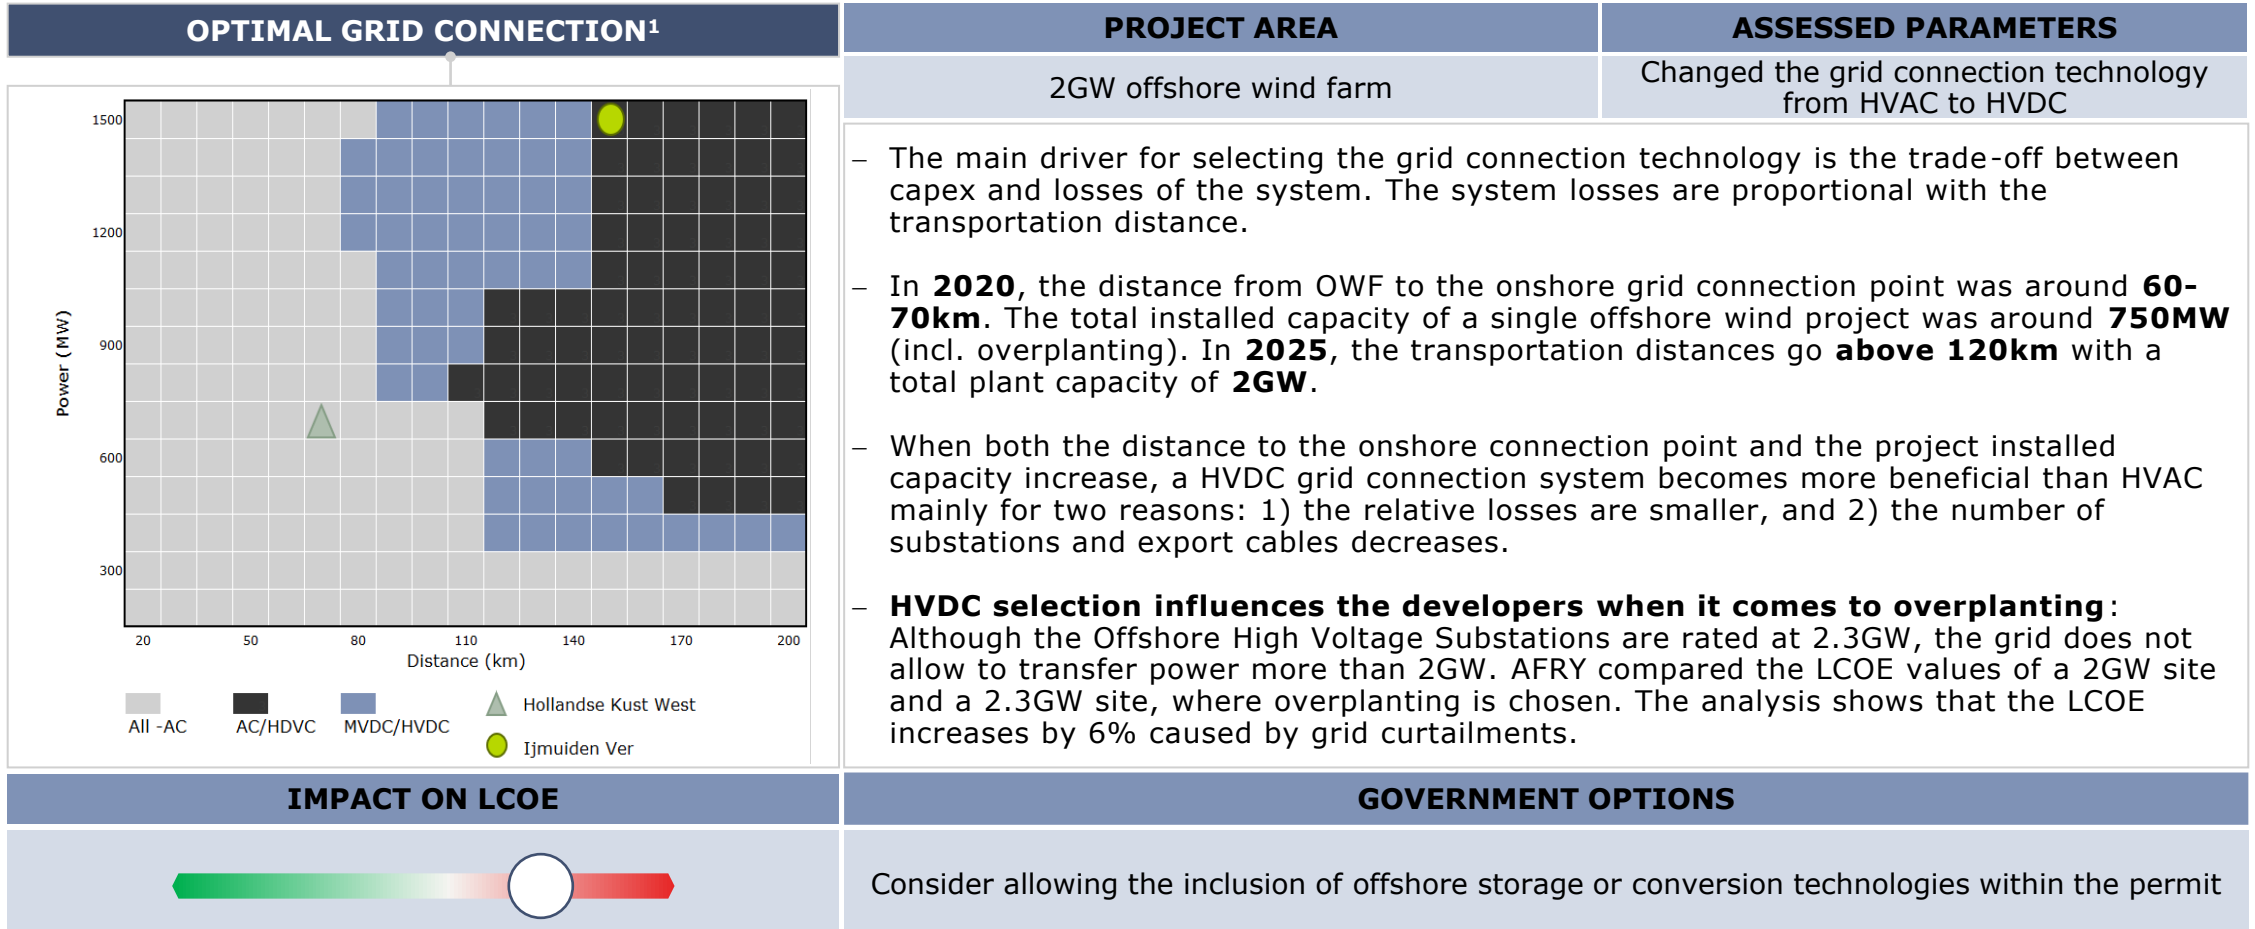 OPTIMAL GRID CONNECTION¹
1500
1200
900
600
300
Power (MW)
20 50 80 110 140 170 200
Distance (km)
All -AC
AC/HDVC
MVDC/HVDC
Hollandse Kust West
Ijmuiden Ver
PROJECT AREA
2GW offshore wind farm
ASSESSED PARAMETERS
Changed the grid connection technology
from HVAC to HVDC
– The main driver for selecting the grid connection technology is the trade-off between
capex and losses of the system. The system losses are proportional with the
transportation distance.
– In 2020, the distance from OWF to the onshore grid connection point was around 60-
70km. The total installed capacity of a single offshore wind project was around 750MW
(incl. overplanting). In 2025, the transportation distances go above 120km with a
total plant capacity of 2GW.
– When both the distance to the onshore connection point and the project installed
capacity increase, a HVDC grid connection system becomes more beneficial than HVAC
mainly for two reasons: 1) the relative losses are smaller, and 2) the number of
substations and export cables decreases.
– HVDC selection influences the developers when it comes to overplanting:
Although the Offshore High Voltage Substations are rated at 2.3GW, the grid does not
allow to transfer power more than 2GW. AFRY compared the LCOE values of a 2GW site
and a 2.3GW site, where overplanting is chosen. The analysis shows that the LCOE
increases by 6% caused by grid curtailments.
IMPACT ON LCOE
GOVERNMENT OPTIONS
Consider allowing the inclusion of offshore storage or conversion technologies within the permit